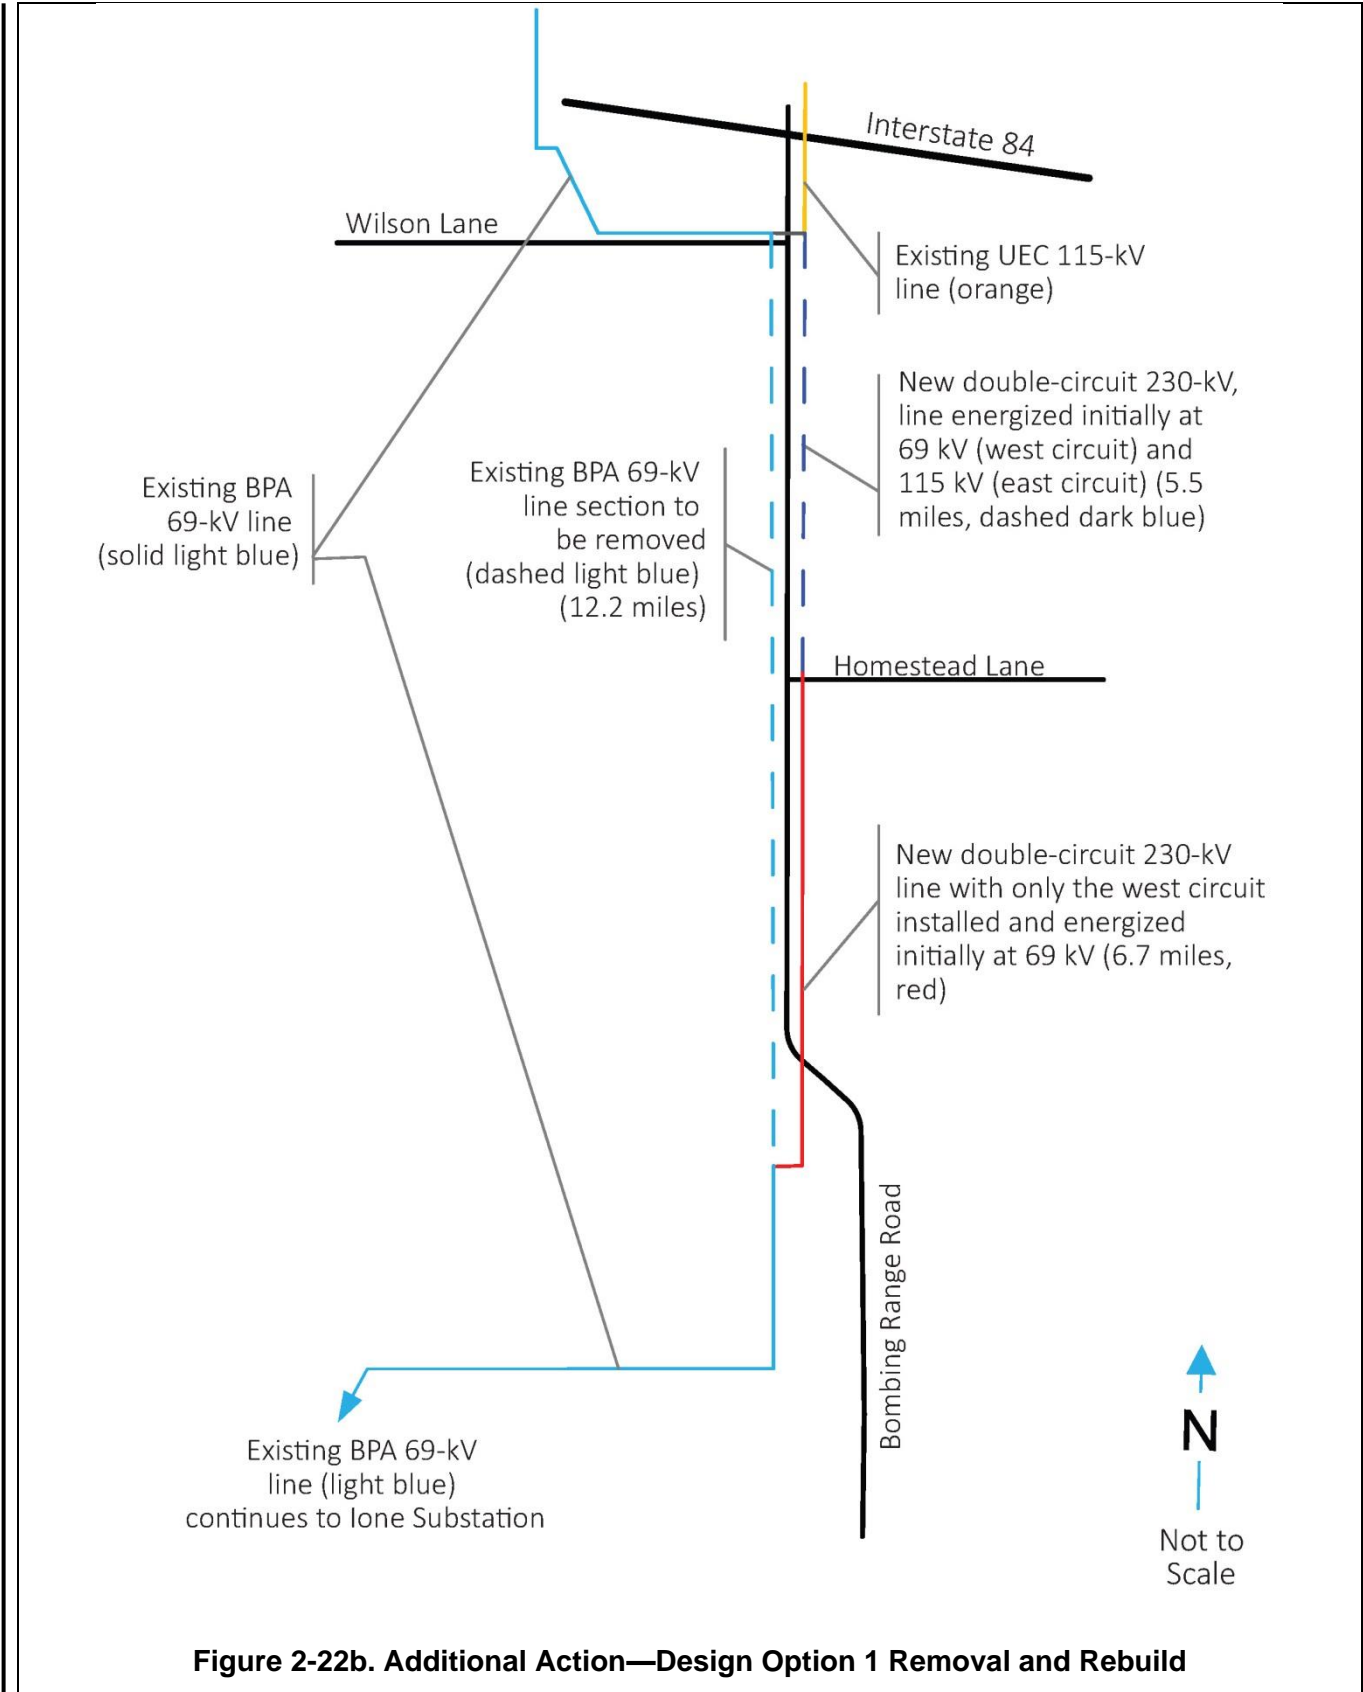 Interstate 84
Wilson Lane
Existing UEC 115-kV
line (orange)
New double-circuit 230-kV,
line energized initially at
69 kV (west circuit) and
115 kV (east circuit) (5.5
miles, dashed dark blue)
Existing BPA 69-kV
line section to
be removed
(dashed light blue)
(12.2 miles)
Existing BPA
69-kV line
(solid light blue)
Homestead Lane
New double-circuit 230-kV
line with only the west circuit
installed and energized
initially at 69 kV (6.7 miles,
red)
Bombing Range Road
Existing BPA 69-kV
line (light blue)
continues to Ione Substation
N
Not to
Scale
Figure 2-22b. Additional Action—Design Option 1 Removal and Rebuild